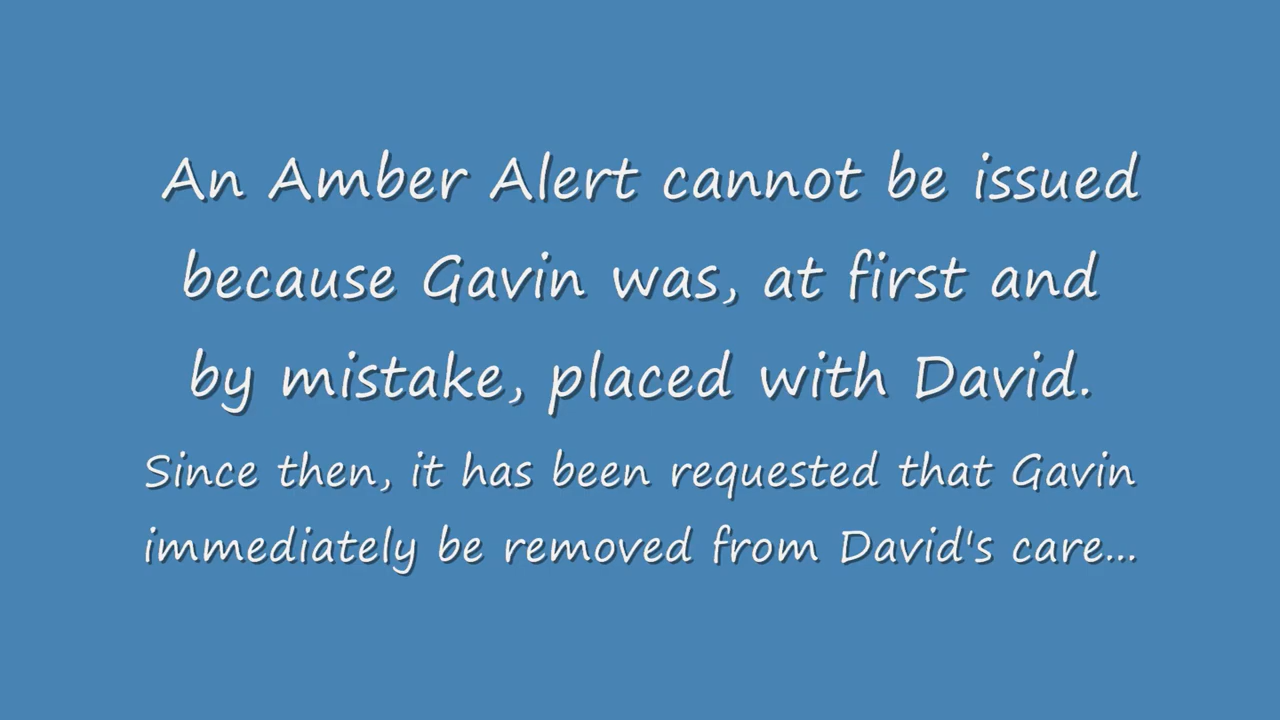 An Amber Alert cannot be issued
because Gavin was, at first and
by mistake, placed with David.
Since then, it has been requested that Gavin
immediately be removed from David's care...